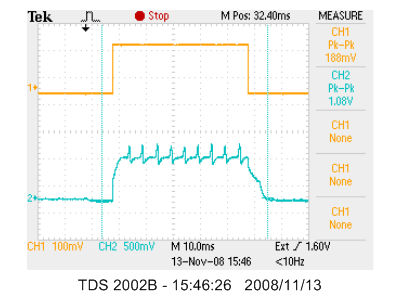 Tek Stop M Pos: 32.40ms MEASURE
CH1
Pk-Pk
188mV
CH2
Pk-Pk
1.08V
CH1
None
CH1
None
CH1
None
1+
2+
CH1 100mV CH2 500mV M 10.0ms Ext 1.60V
13-Nov-08 15:46 <10Hz
TDS 2002B - 15:46:26 2008/11/13